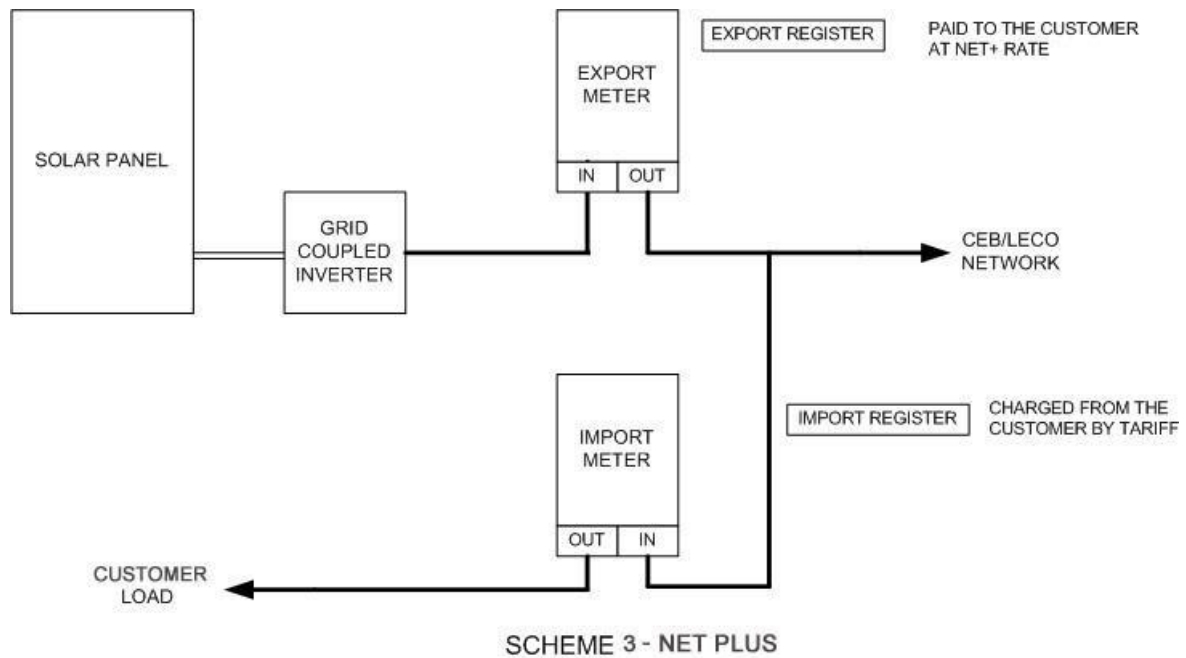 SOLAR PANEL
GRID
COUPLED
INVERTER
EXPORT
METER
IN
OUT
EXPORT REGISTER
PAID TO THE CUSTOMER
AT NET+ RATE
CEB/LECO
NETWORK
IMPORT
METER
OUT
IN
IMPORT REGISTER
CHARGED FROM THE
CUSTOMER BY TARIFF
CUSTOMER
LOAD
SCHEME 3 - NET PLUS